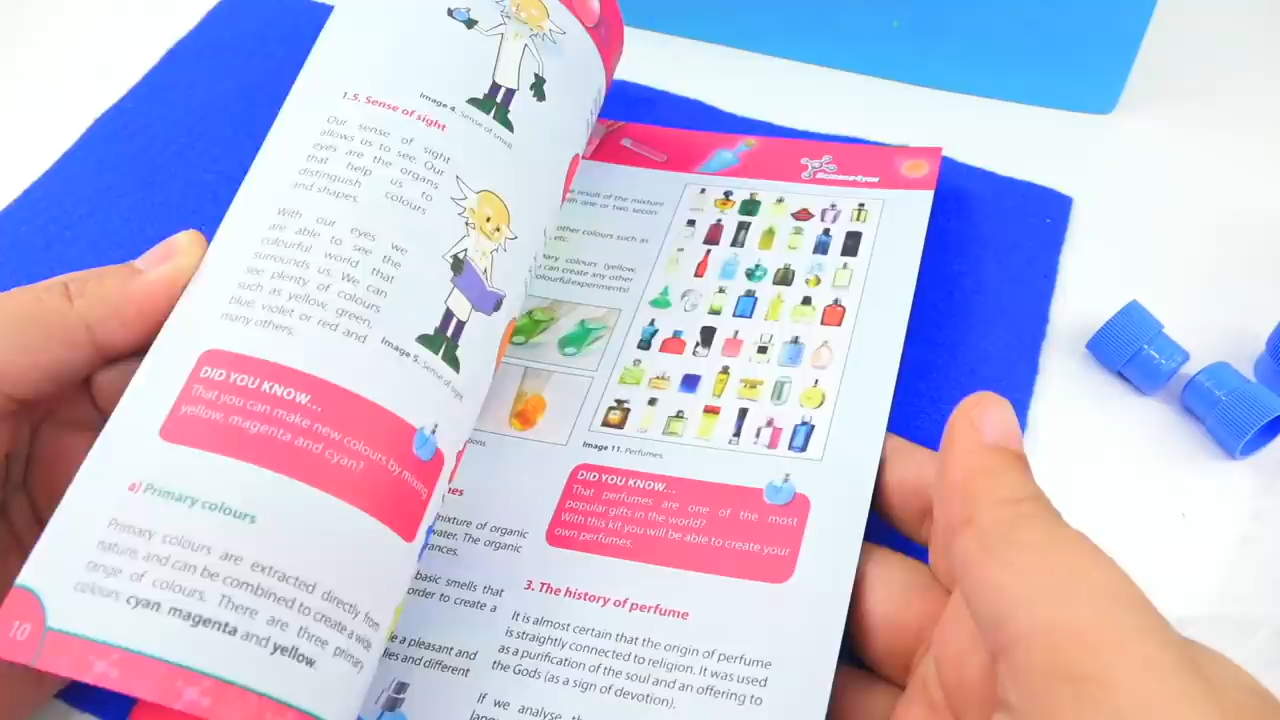 Image 4. Sense of smell.
1.5. Sense of sight
Our sense of sight
allows us to see. Our
eyes are the organs
that help us to
distinguish colours
and shapes.
With our eyes we
are able to see the
colourful world that
surrounds us. We can
see plenty of colours
such as yellow, green,
blue, violet or red and
many others.
Image 5. Sense of sight.
DID YOU KNOW...
That you can make new colours by mixing
yellow, magenta and cyan?
a) Primary colours
Primary colours are extracted directly from
nature, and can be combined to create a wide
range of colours. There are three primary
colours: cyan, magenta and yellow.
10
Science4you
result of the mixture
with one or two secon-
other colours such as
etc.
colours (yellow,
can create any other
colourful experiments!
Image 11. Perfumes.
DID YOU KNOW...
That perfumes are one of the most
popular gifts in the world?
With this kit you will be able to create your
own perfumes.
mixture of organic
water. The organic
basic smells that
order to create a
a pleasant and
and different
3. The history of perfume
It is almost certain that the origin of perfume
is straightly connected to religion. It was used
as a purification of the soul and an offering to
the Gods (as a sign of devotion).
If we analyse